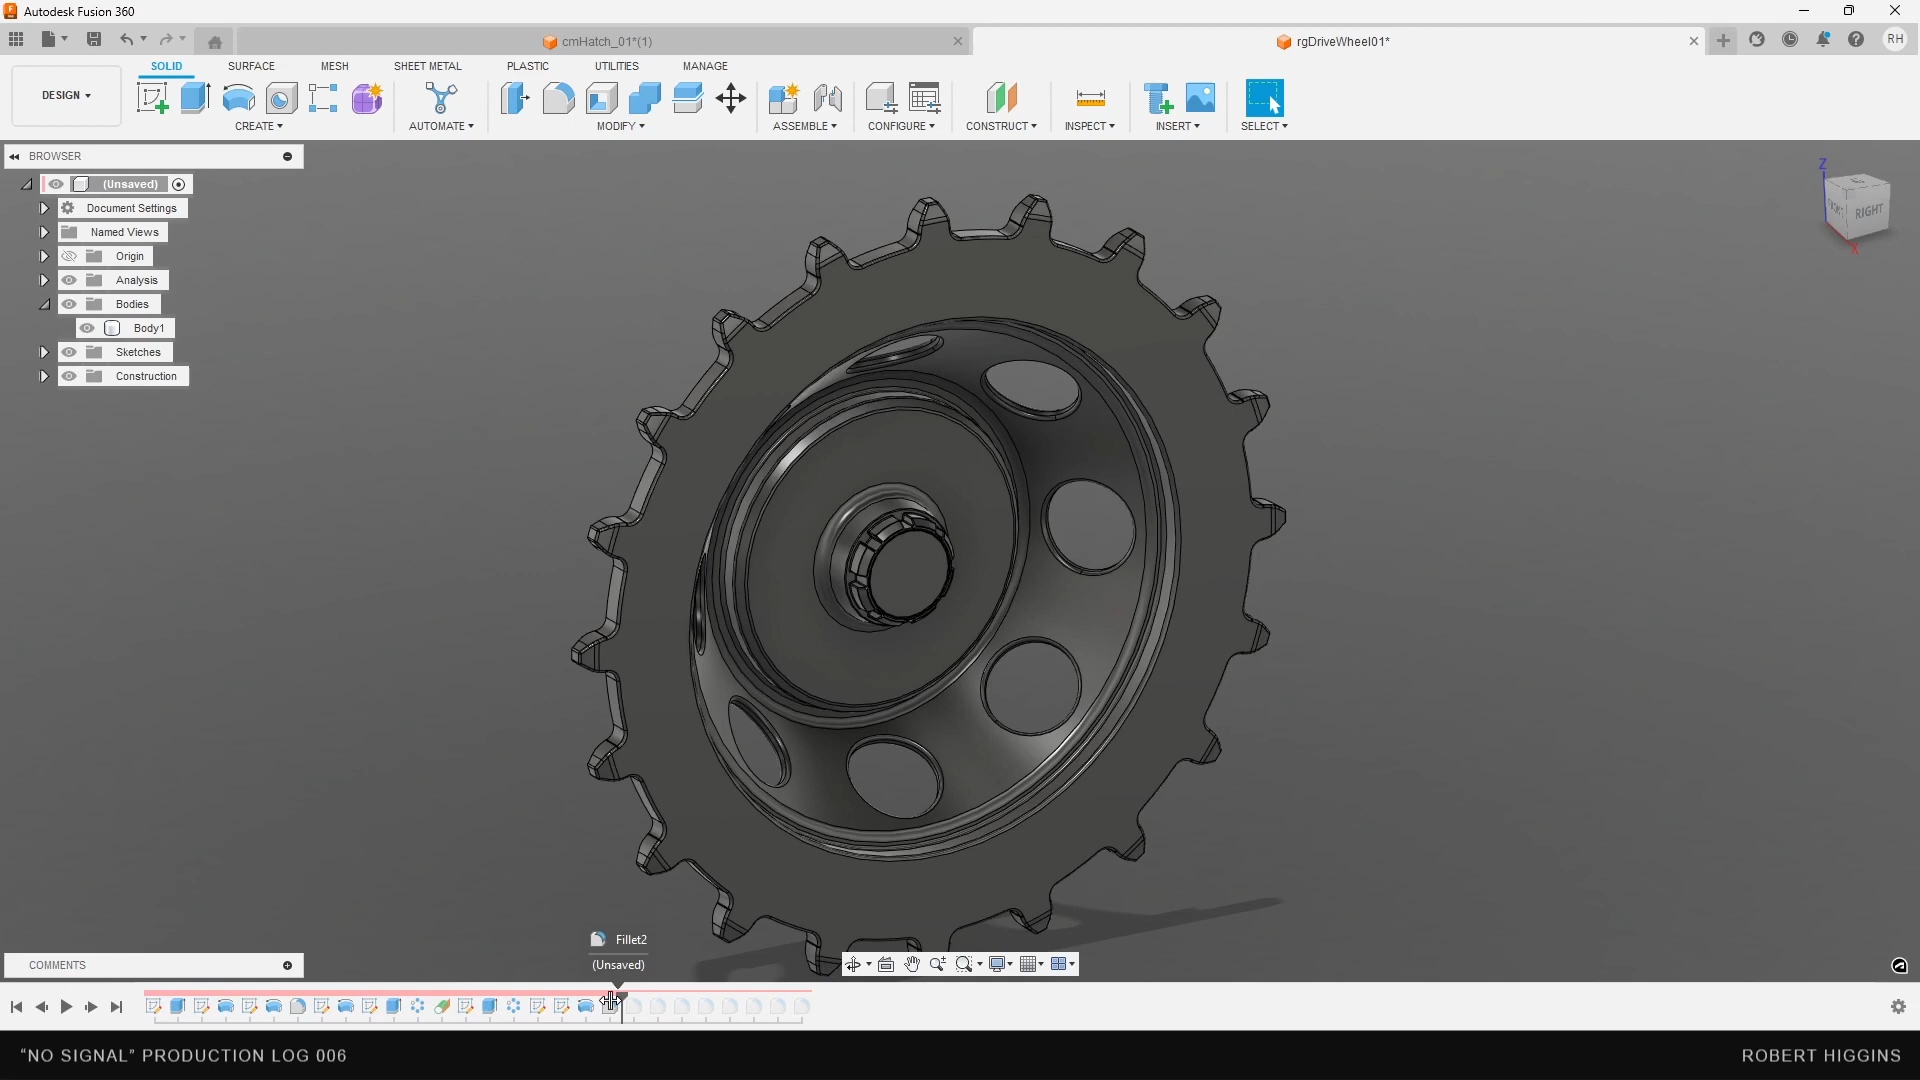 Autodesk Fusion 360
cmHatch_01*(1)
rgDriveWheel01*
RH
DESIGN
SOLID
SURFACE
MESH
SHEET METAL
PLASTIC
UTILITIES
MANAGE
CREATE
AUTOMATE
MODIFY
ASSEMBLE
CONFIGURE
CONSTRUCT
INSPECT
INSERT
SELECT
BROWSER
(Unsaved)
Document Settings
Named Views
Origin
Analysis
Bodies
Body1
Sketches
Construction
Z
RIGHT
X
Fillet2
(Unsaved)
COMMENTS
“NO SIGNAL” PRODUCTION LOG 006
ROBERT HIGGINS